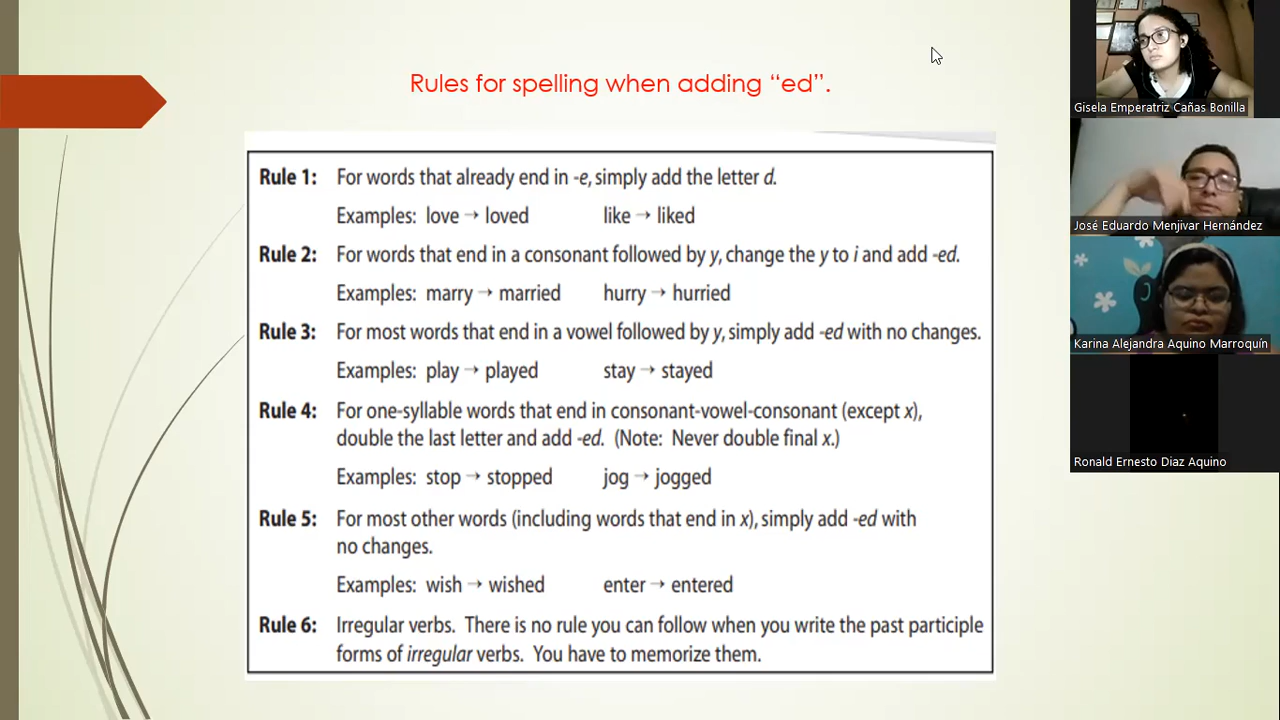 Rules for spelling when adding “ed”.
Rule 1: For words that already end in -e, simply add the letter d.
Examples: love → loved like → liked
Rule 2: For words that end in a consonant followed by y, change the y to i and add -ed.
Examples: marry → married hurry → hurried
Rule 3: For most words that end in a vowel followed by y, simply add -ed with no changes.
Examples: play → played stay → stayed
Rule 4: For one-syllable words that end in consonant-vowel-consonant (except x),
double the last letter and add -ed. (Note: Never double final x.)
Examples: stop → stopped jog → jogged
Rule 5: For most other words (including words that end in x), simply add -ed with
no changes.
Examples: wish → wished enter → entered
Rule 6: Irregular verbs. There is no rule you can follow when you write the past participle
forms of irregular verbs. You have to memorize them.
Gisela Emperatriz Cañas Bonilla
José Eduardo Menjivar Hernández
Karina Alejandra Aquino Marroquín
Ronald Ernesto Diaz Aquino